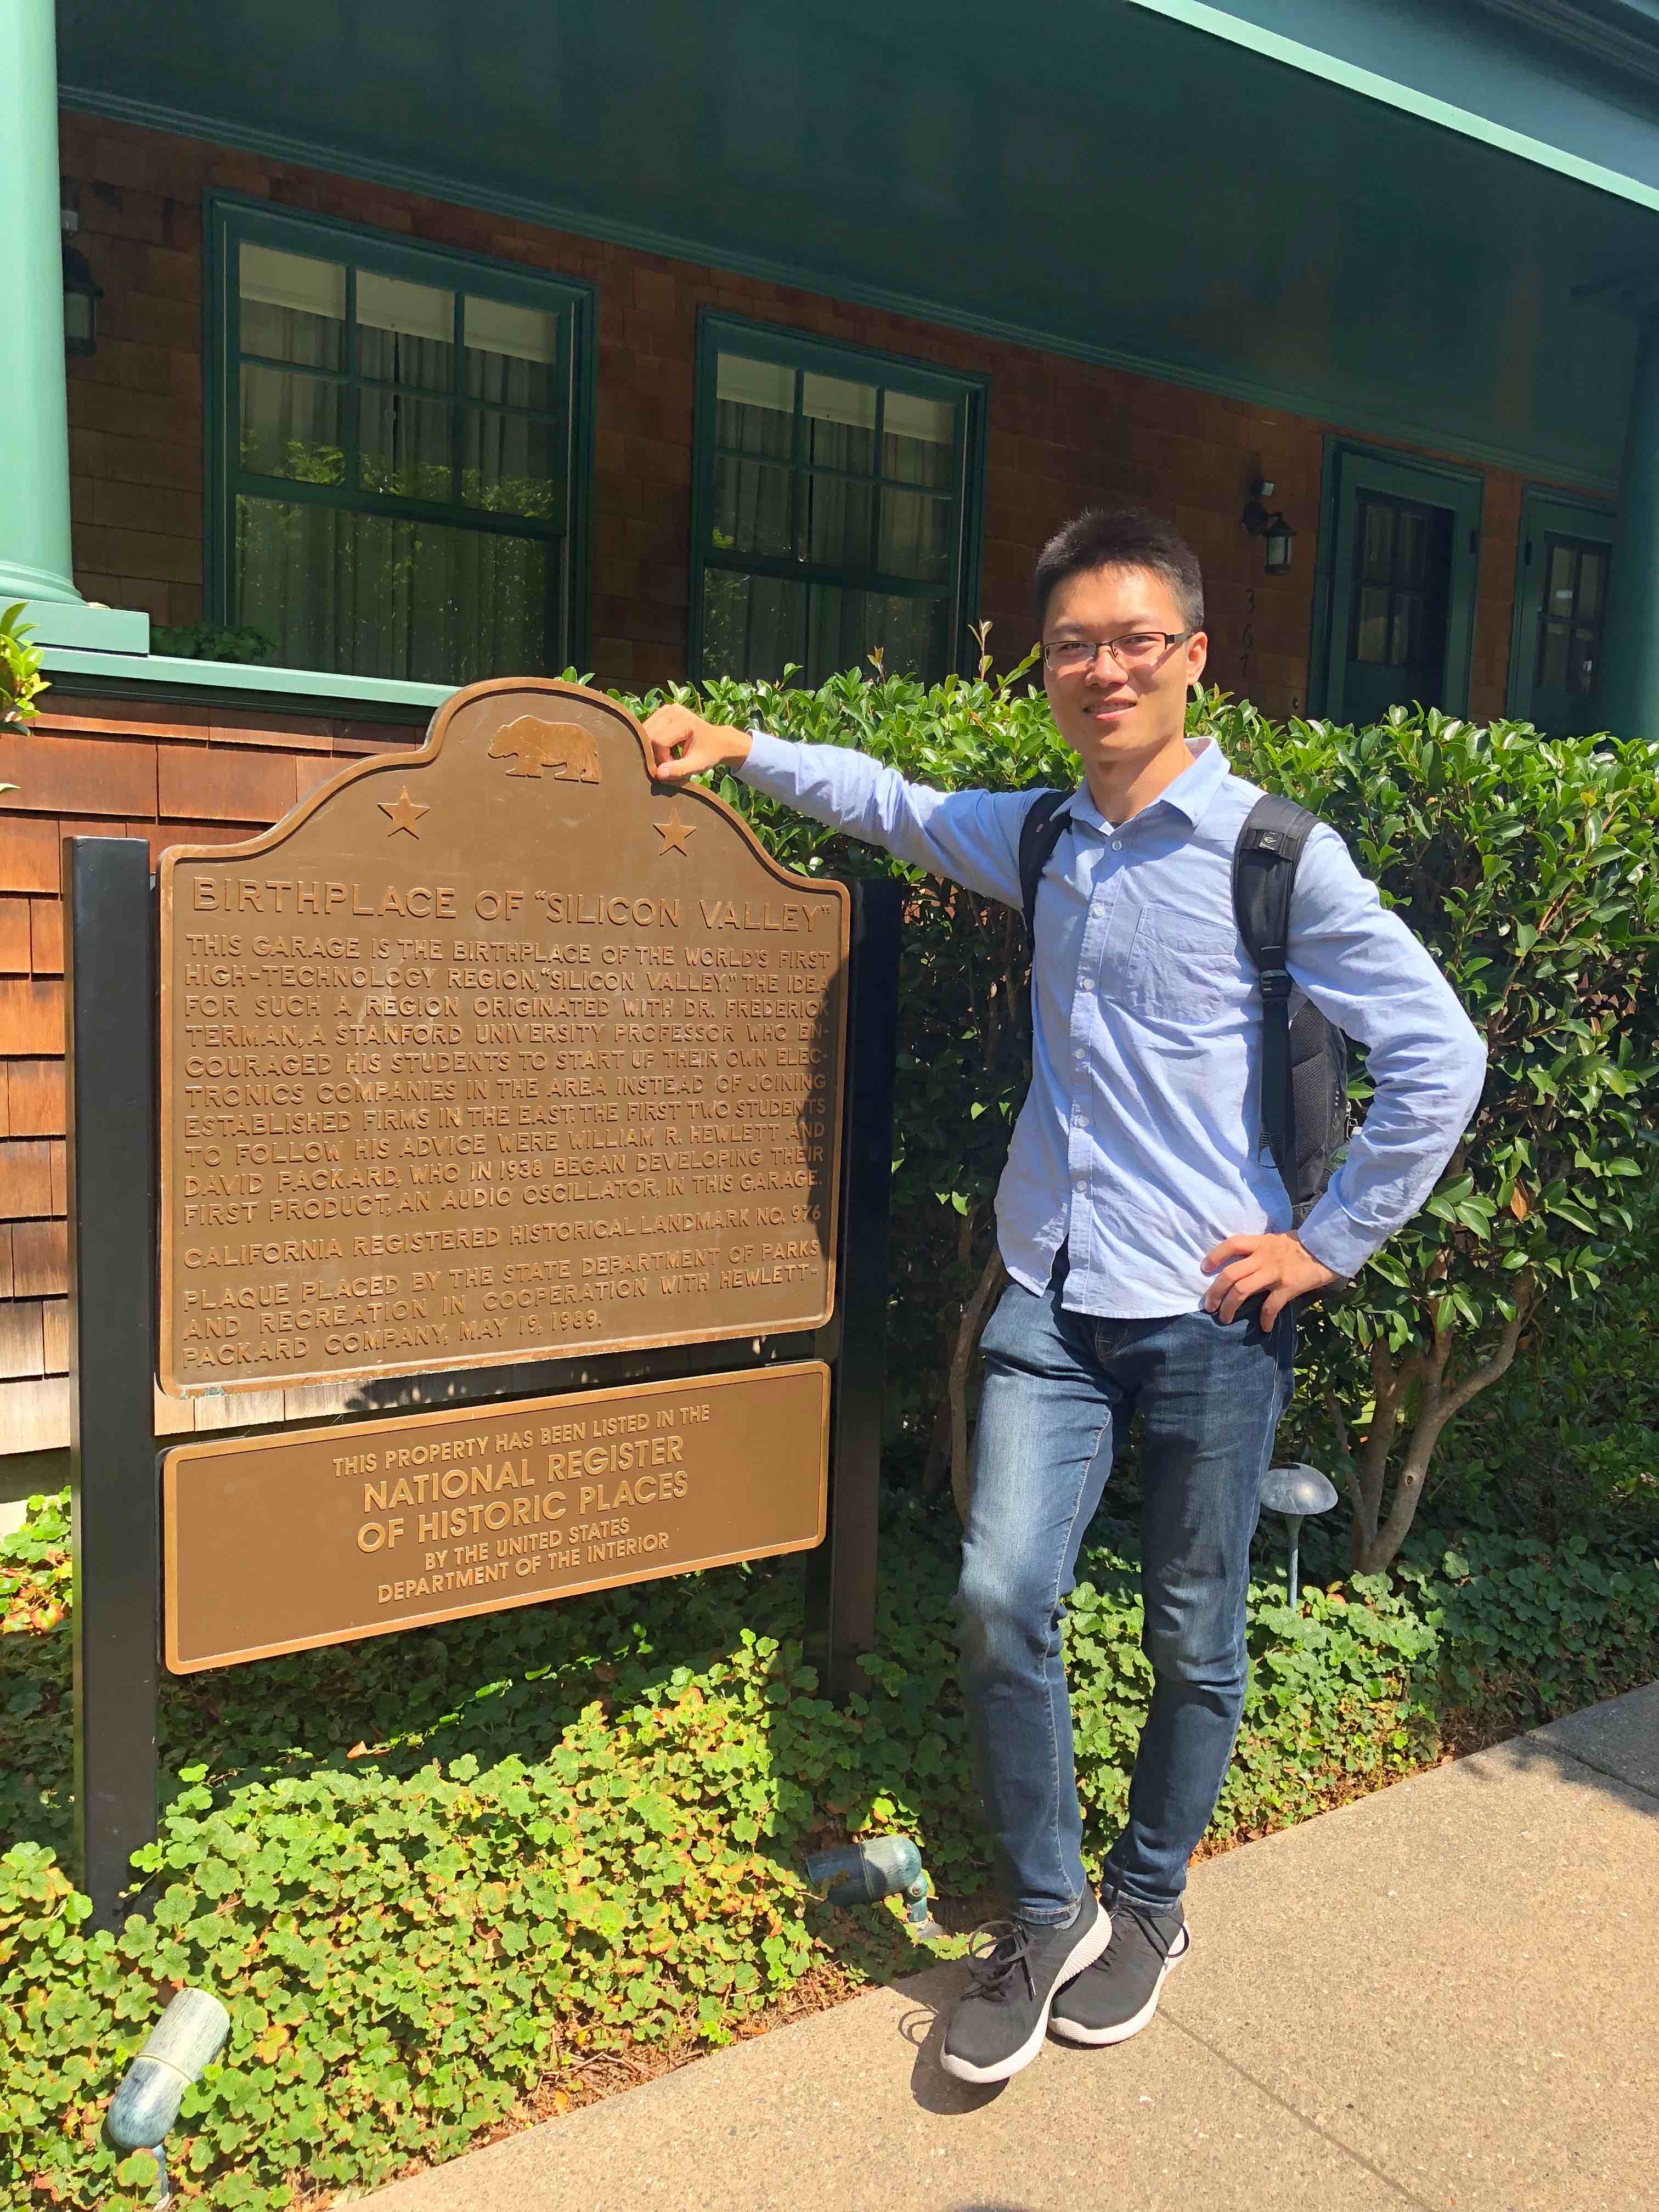 BIRTHPLACE OF "SILICON VALLEY"
THIS GARAGE IS THE BIRTHPLACE OF THE WORLD'S FIRST
HIGH-TECHNOLOGY REGION, "SILICON VALLEY." THE IDEA
FOR SUCH A REGION ORIGINATED WITH DR. FREDERICK
TERMAN, A STANFORD UNIVERSITY PROFESSOR WHO EN-
COURAGED HIS STUDENTS TO START UP THEIR OWN ELEC-
TRONICS COMPANIES IN THE AREA INSTEAD OF JOINING
ESTABLISHED FIRMS IN THE EAST. THE FIRST TWO STUDENTS
TO FOLLOW HIS ADVICE WERE WILLIAM R. HEWLETT AND
DAVID PACKARD, WHO IN 1938 BEGAN DEVELOPING THEIR
FIRST PRODUCT, AN AUDIO OSCILLATOR, IN THIS GARAGE.
CALIFORNIA REGISTERED HISTORICAL LANDMARK NO. 976
PLAQUE PLACED BY THE STATE DEPARTMENT OF PARKS
AND RECREATION IN COOPERATION WITH HEWLETT-
PACKARD COMPANY, MAY 19, 1989.
THIS PROPERTY HAS BEEN LISTED IN THE
NATIONAL REGISTER
OF HISTORIC PLACES
BY THE UNITED STATES
DEPARTMENT OF THE INTERIOR
367